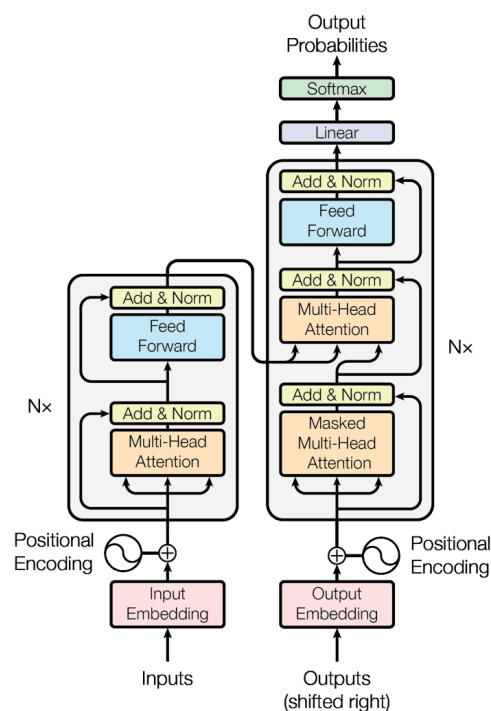 Output
Probabilities
Softmax
Linear
Add & Norm
Feed
Forward
Add & Norm
Multi-Head
Attention
Add & Norm
Masked
Multi-Head
Attention
Nx
Positional
Encoding
Output
Embedding
Outputs
(shifted right)
Add & Norm
Feed
Forward
Add & Norm
Multi-Head
Attention
Nx
Positional
Encoding
Input
Embedding
Inputs